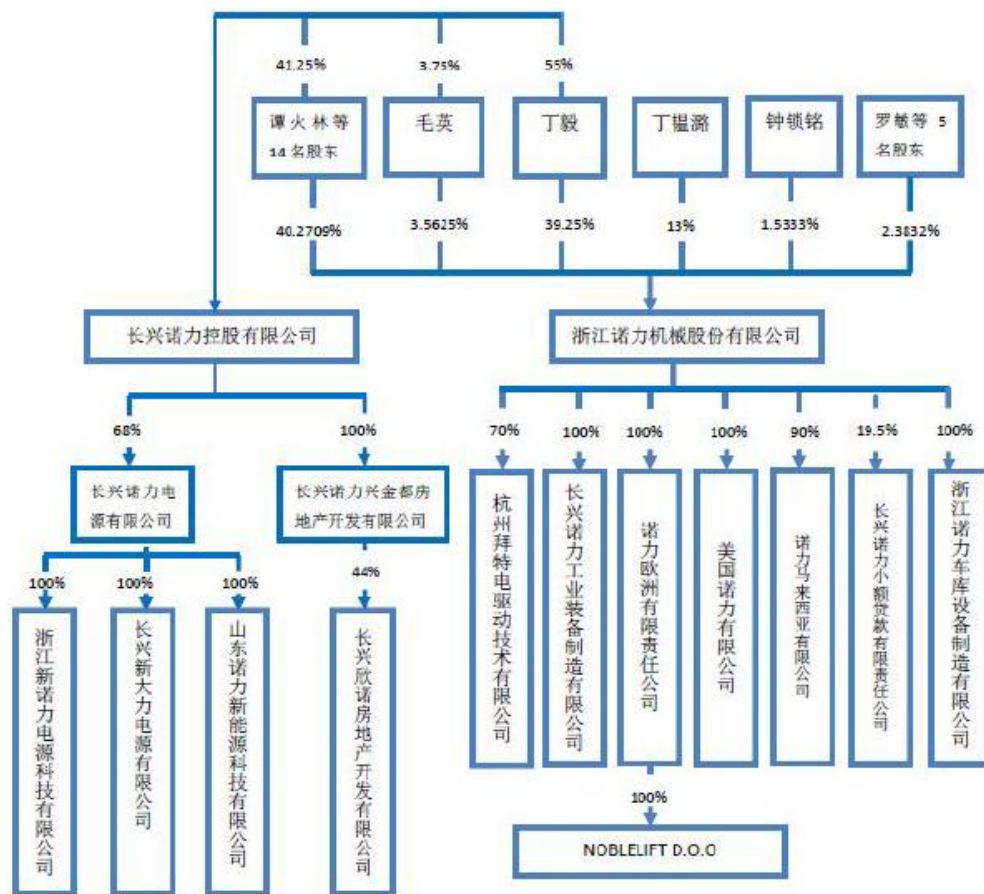 41.25%
3.75%
55%
谭火林等
14名股东
毛英
丁毅
丁韫潞
钟锁铭
罗敏等 5
名股东
40.2709%
3.5625%
39.25%
13%
1.5333%
2.3832%
长兴诺力控股有限公司
浙江诺力机械股份有限公司
68%
100%
70%
100%
100%
100%
90%
19.5%
100%
长兴诺力电
源有限公司
长兴诺力兴金都房
地产开发有限公司
杭州拜特电驱动技术有限公司
长兴诺力工业装备制造有限公司
诺力欧洲有限责任公司
美国诺力有限公司
诺力马来西亚有限公司
长兴诺力小额贷款有限责任公司
浙江诺力车库设备制造有限公司
100%
100%
100%
44%
浙江新诺力电源科技有限公司
长兴新大力电源有限公司
山东诺力新能源科技有限公司
长兴欣诺房地产开发有限公司
100%
NOBLELIFT D.O.O